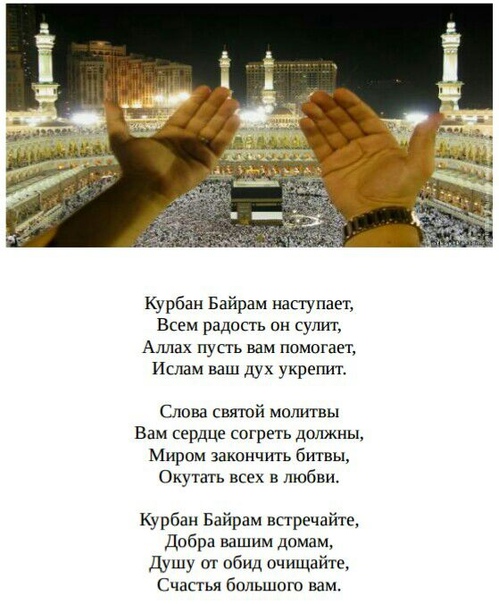 Курбан Байрам наступает,
Всем радость он сулит,
Аллах пусть вам помогает,
Ислам ваш дух укрепит.
Слова святой молитвы
Вам сердце согреть должны,
Миром закончить битвы,
Окутать всех в любви.
Курбан Байрам встречайте,
Добра вашим домам,
Душу от обид очищайте,
Счастья большого вам.